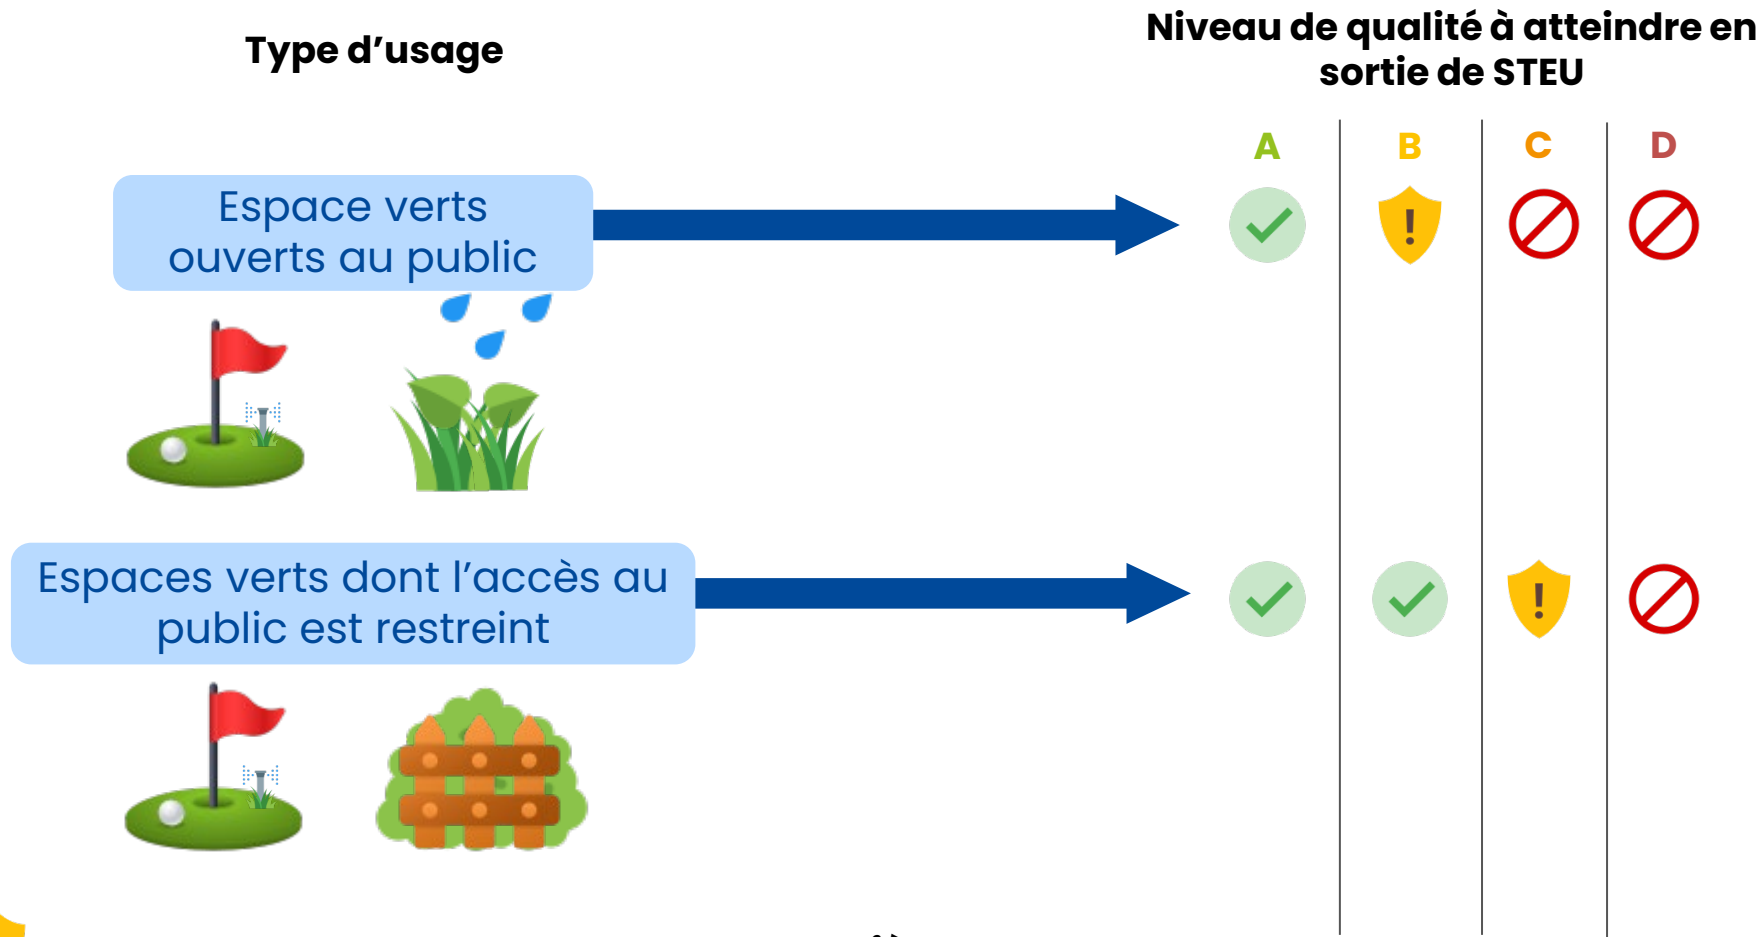 Type d’usage
Niveau de qualité à atteindre en
sortie de STEU
A B C D
Espace verts
ouverts au public
Espaces verts dont l’accès au
public est restreint